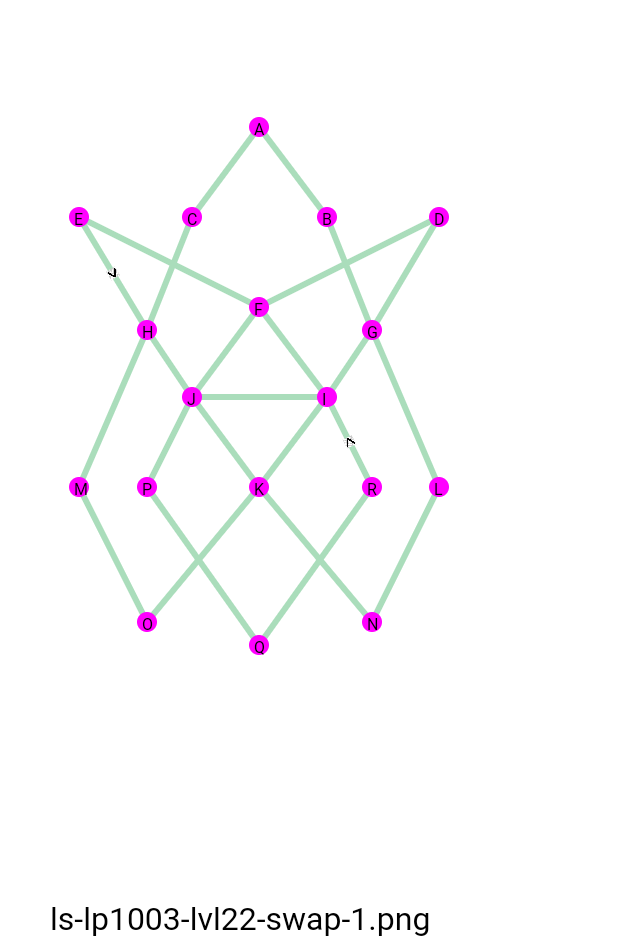 A
E C B D
F
H G
J I
M P K R L
O N
Q
ls-lp1003-lvl22-swap-1.png